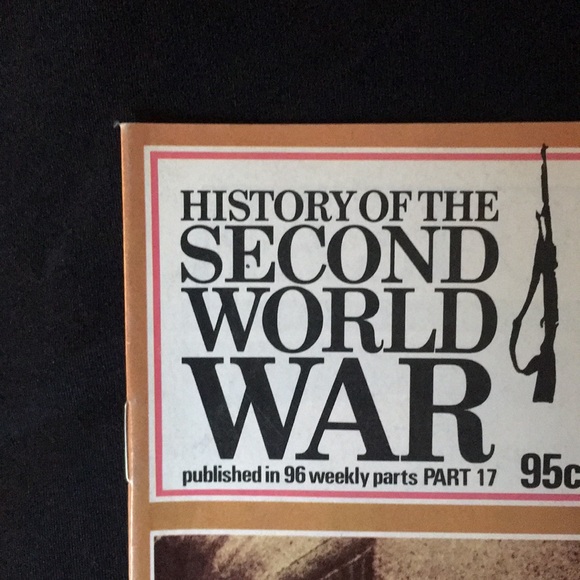 HISTORY OF THE
SECOND
WORLD
WAR
published in 96 weekly parts PART 17 95c